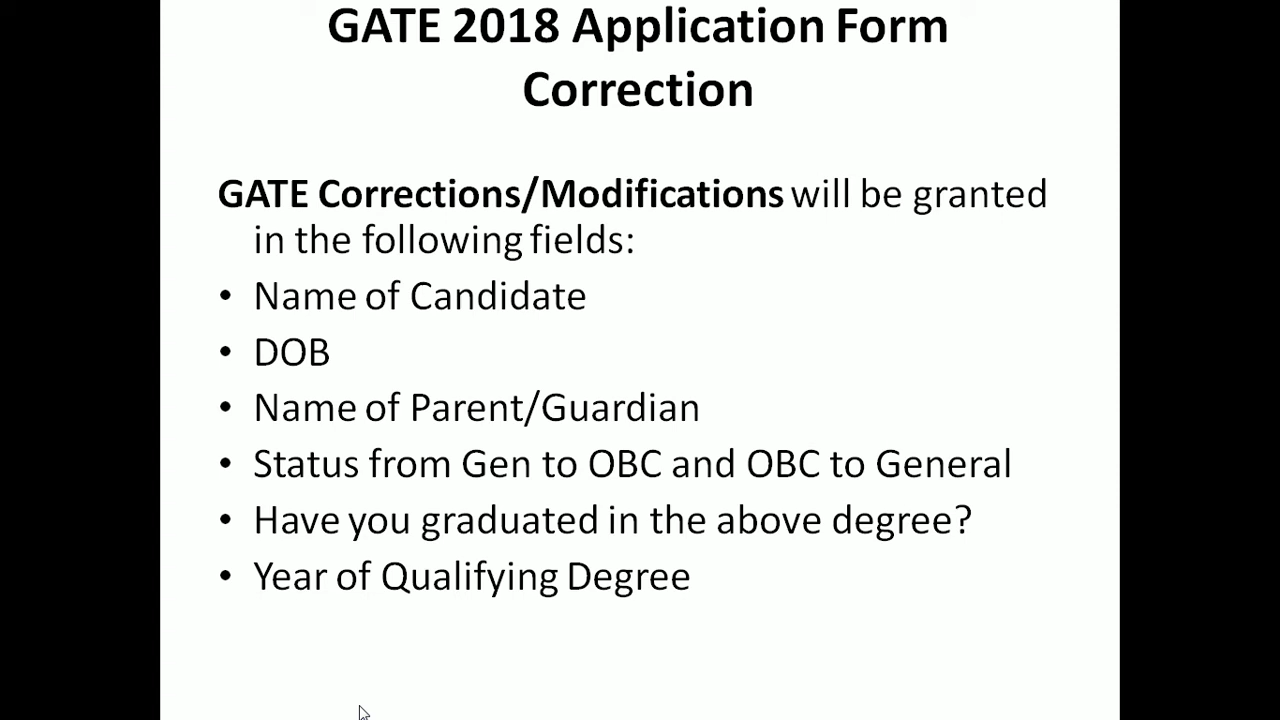 GATE 2018 Application Form
Correction
GATE Corrections/Modifications will be granted
in the following fields:
• Name of Candidate
• DOB
• Name of Parent/Guardian
• Status from Gen to OBC and OBC to General
• Have you graduated in the above degree?
• Year of Qualifying Degree